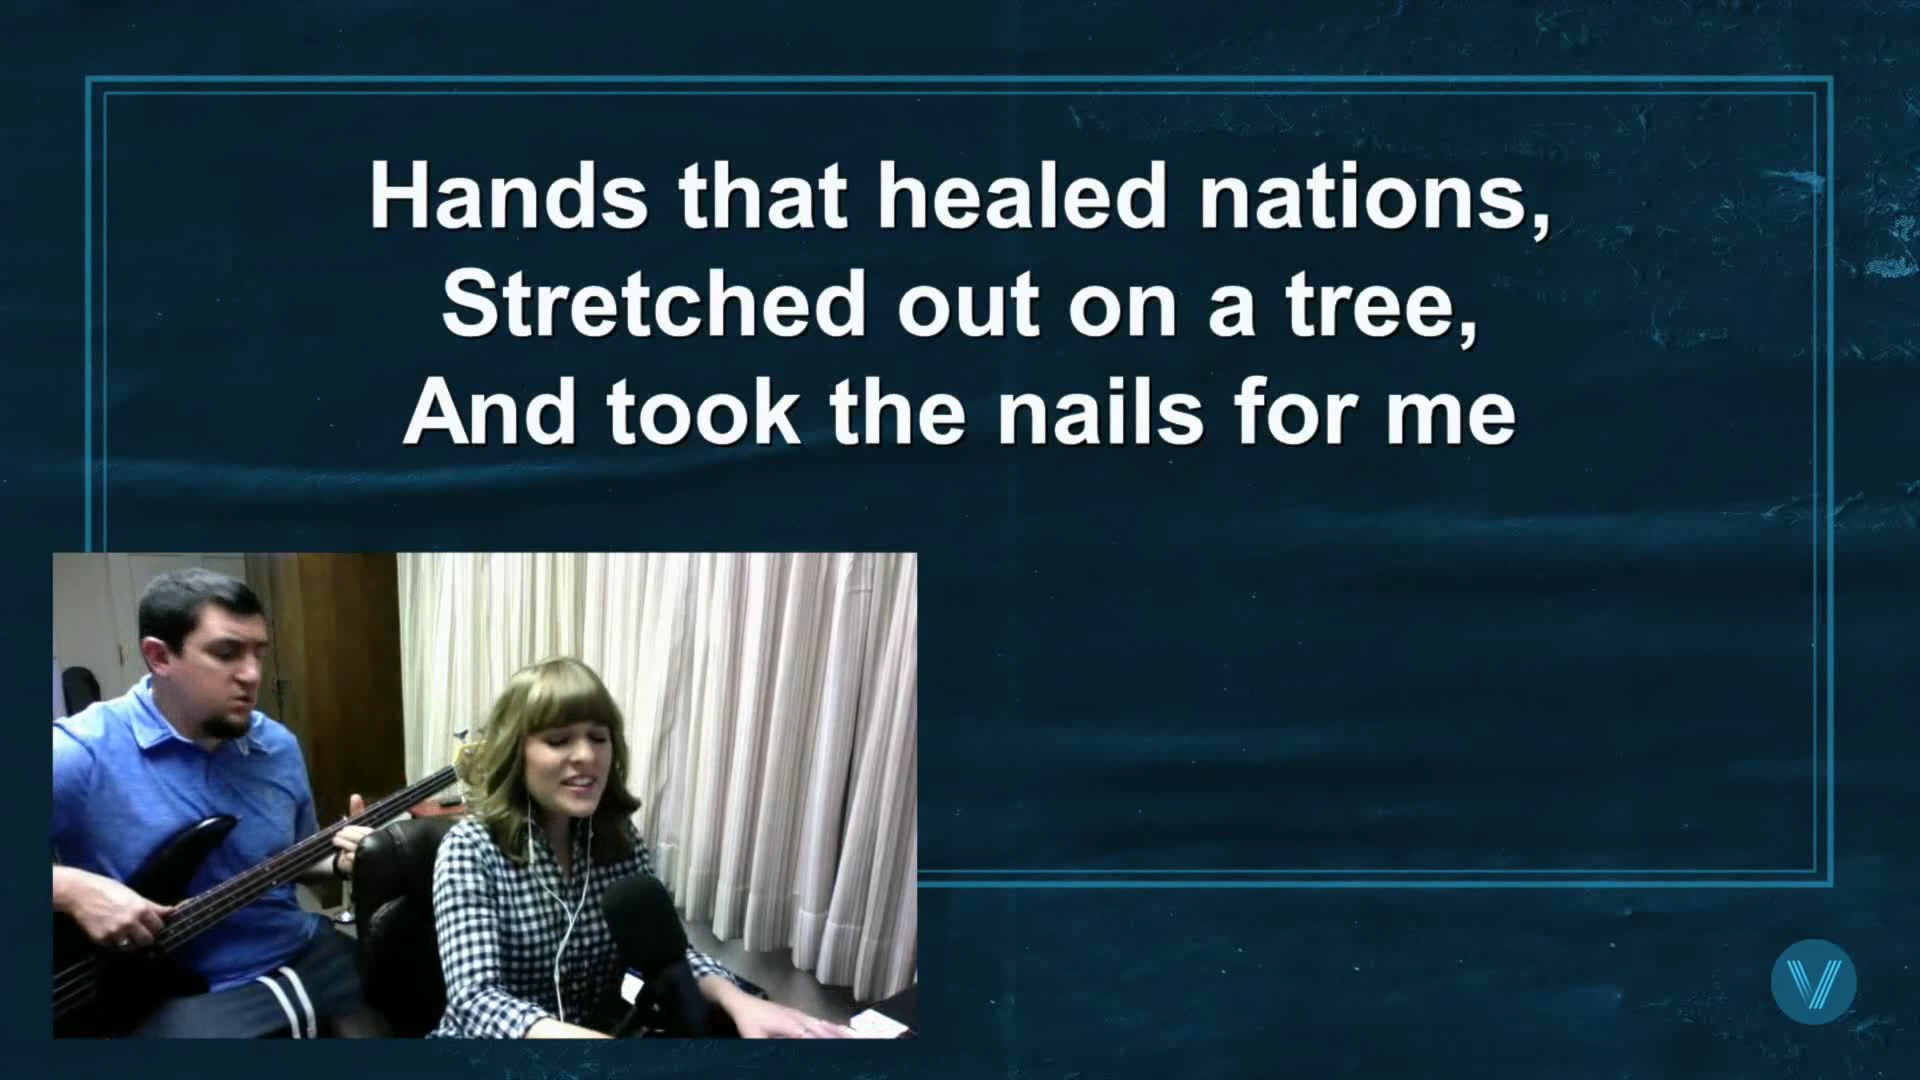 Hands that healed nations,
Stretched out on a tree,
And took the nails for me